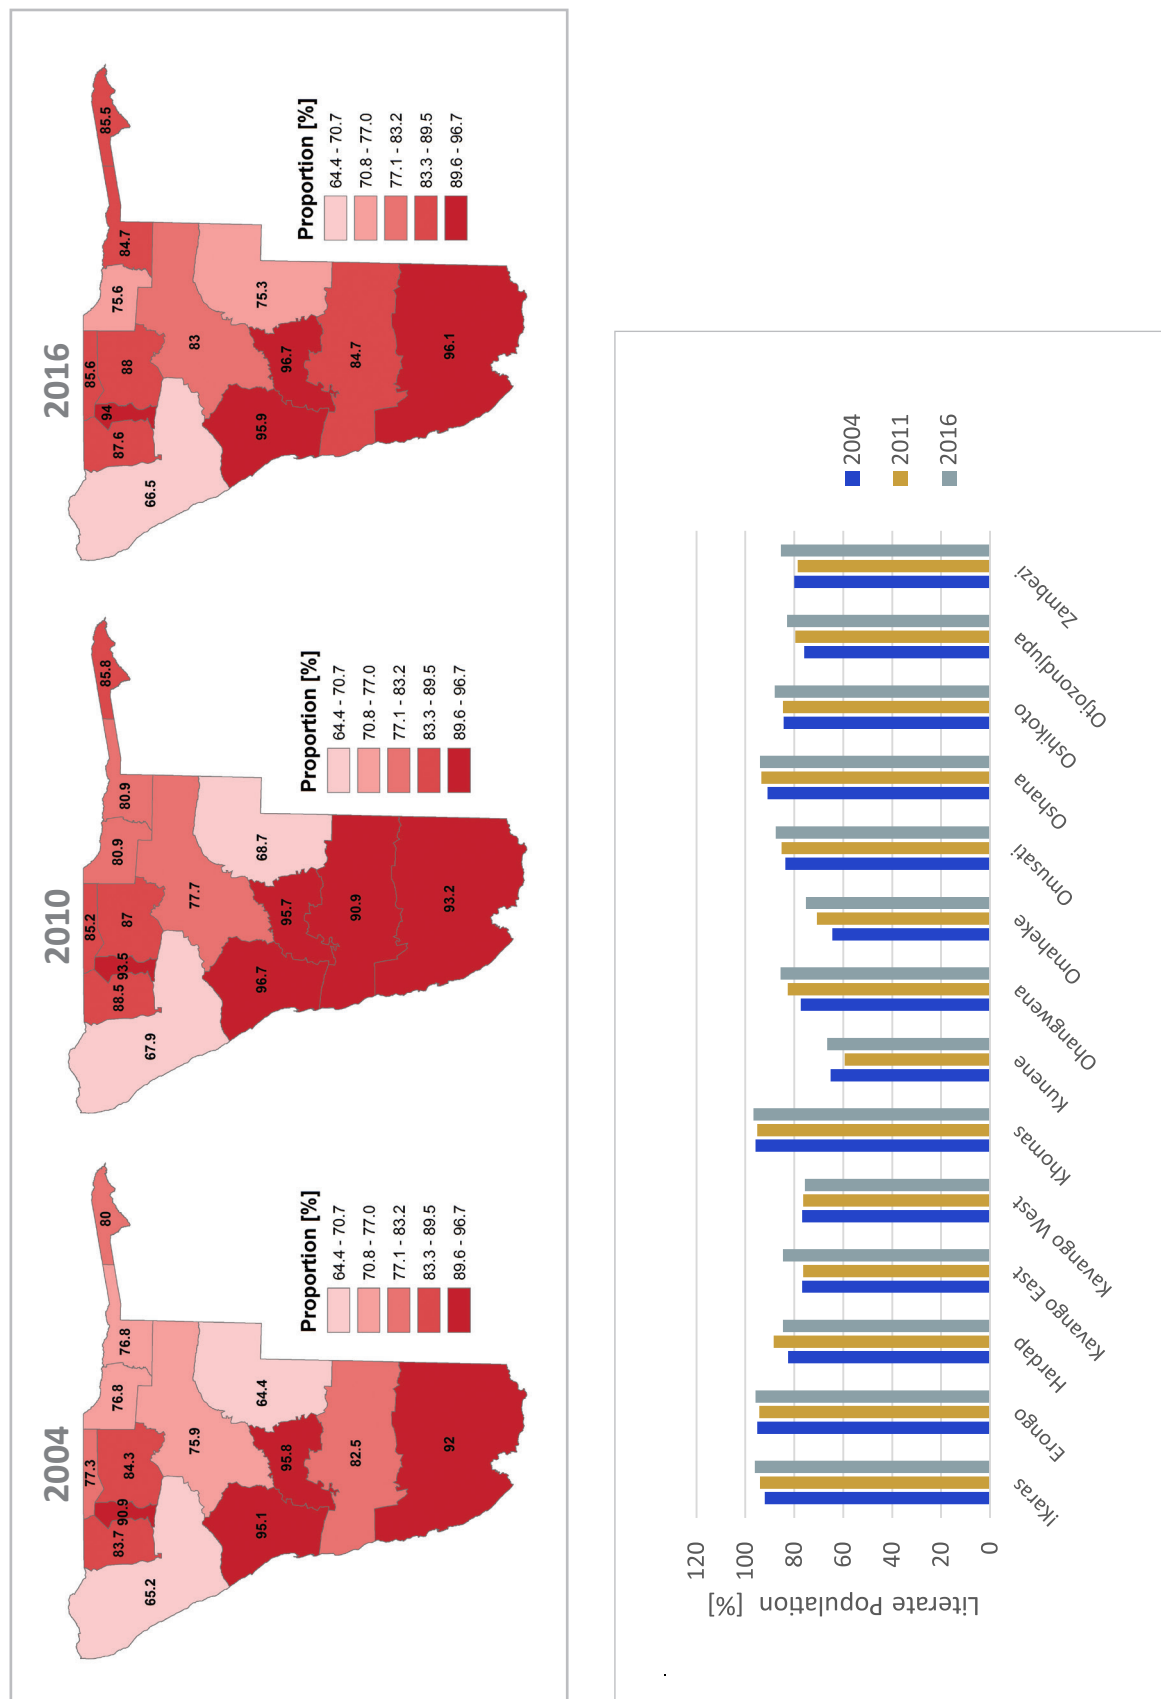 2004
65.2
83.7
90.9
77.3
84.3
76.8
76.8
80
75.9
64.4
95.1
95.8
82.5
92
Proportion [%]
64.4 - 70.7
70.8 - 77.0
77.1 - 83.2
83.3 - 89.5
89.6 - 96.7
2010
67.9
88.5
93.5
85.2
87
80.9
80.9
85.8
77.7
68.7
96.7
95.7
90.9
93.2
Proportion [%]
64.4 - 70.7
70.8 - 77.0
77.1 - 83.2
83.3 - 89.5
89.6 - 96.7
2016
66.5
87.6
94
85.6
88
75.6
84.7
85.5
83
75.3
95.9
96.7
84.7
96.1
Proportion [%]
64.4 - 70.7
70.8 - 77.0
77.1 - 83.2
83.3 - 89.5
89.6 - 96.7
Literate Population [%]
120
100
80
60
40
20
0
!Karas
Erongo
Hardap
Kavango East
Kavango West
Khomas
Kunene
Ohangwena
Omaheke
Omusati
Oshana
Oshikoto
Otjozondjupa
Zambezi
2004
2011
2016